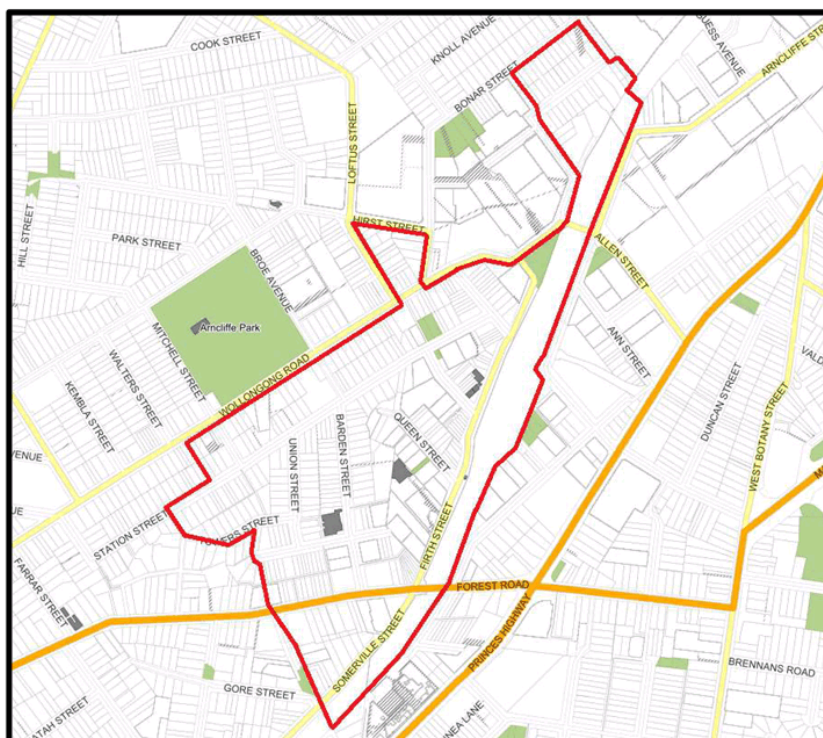 COOK STREET
KNOLL AVENUE
BONAR STREET
ARNCLIFFE
LOFTUS STREET
HIRST STREET
HILL STREET
PARK STREET
BROE AVENUE
ALLEN STREET
Arncliffe Park
MITCHELL STREET
WOLLONGONG ROAD
WALTERS STREET
KEMBLA STREET
ANN STREET
DUNCAN STREET
WEST BOTANY STREET
QUEEN STREET
BARDEN STREET
UNION STREET
STATION STREET
TOWERS STREET
FIRTH STREET
FARRAR STREET
FOREST ROAD
PRINCES HIGHWAY
SOMERVILLE STREET
GORE STREET
BRENNANS ROAD